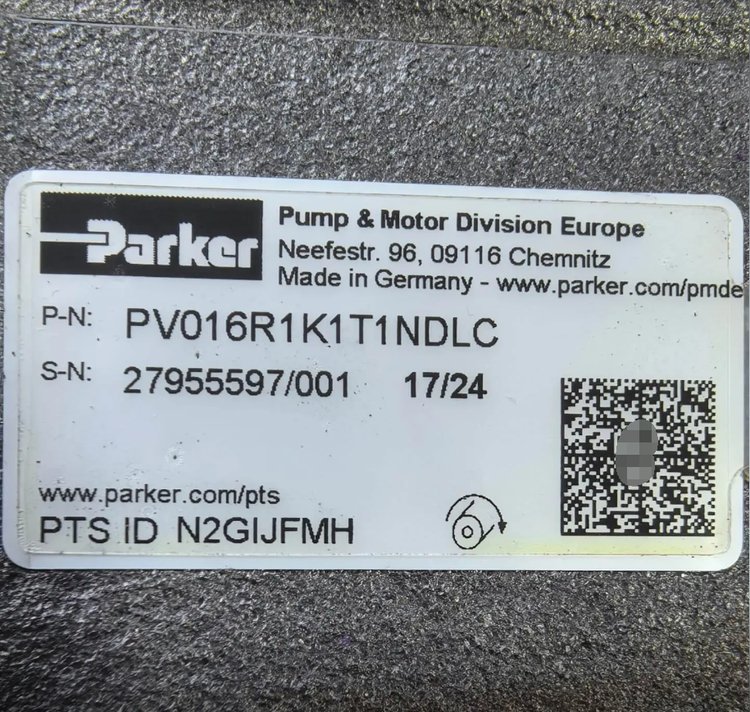 Parker
Pump & Motor Division Europe
Neefestr. 96, 09116 Chemnitz
Made in Germany - www.parker.com/pmde
P-N: PV016R1K1T1NDLC
S-N: 27955597/001 17/24
www.parker.com/pts
PTS ID N2GIJFMH